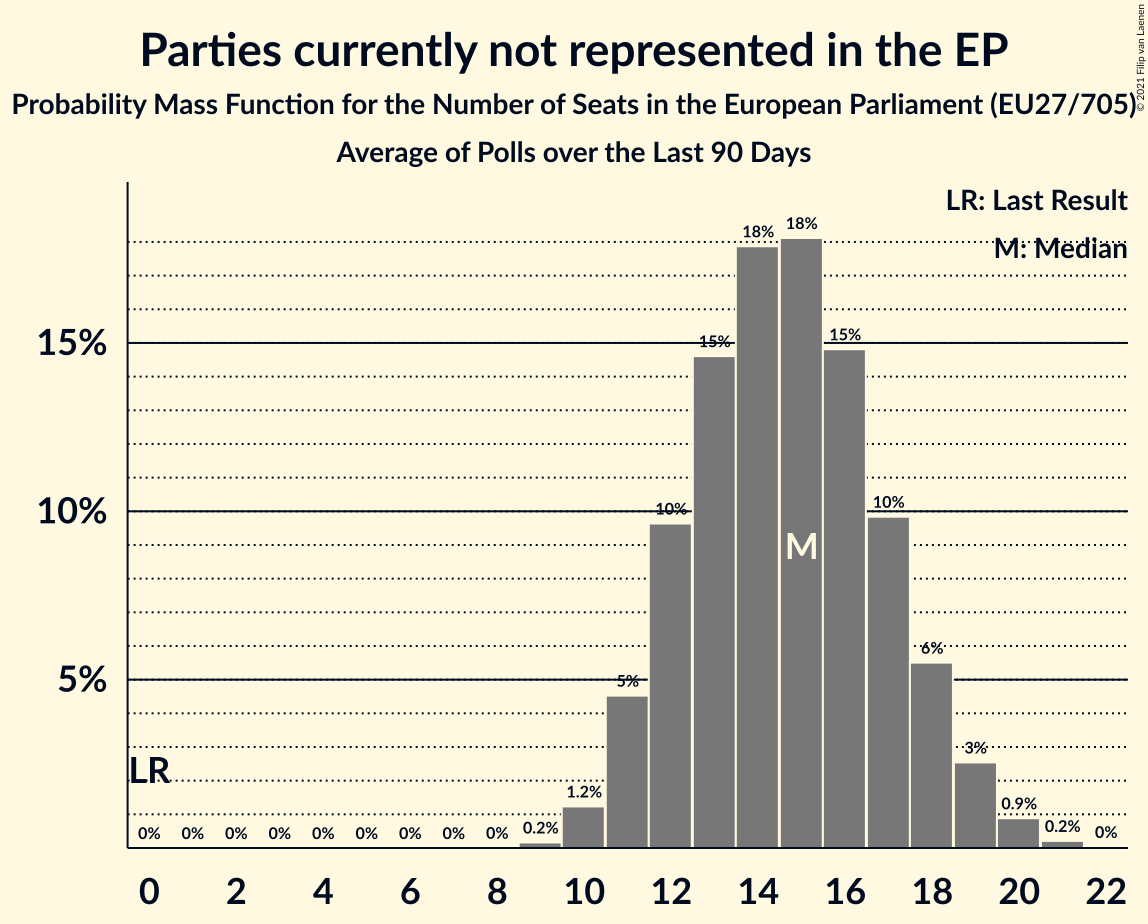 Parties currently not represented in the EP
Probability Mass Function for the Number of Seats in the European Parliament (EU27/705)
Average of Polls over the Last 90 Days
© 2021 Filip van Laenen
LR: Last Result
M: Median
15%
10%
5%
LR
0%
0%
0%
0%
0%
0%
0%
0%
0%
0.2%
1.2%
5%
10%
15%
18%
18%
M
15%
10%
6%
3%
0.9%
0.2%
0%
0 2 4 6 8 10 12 14 16 18 20 22